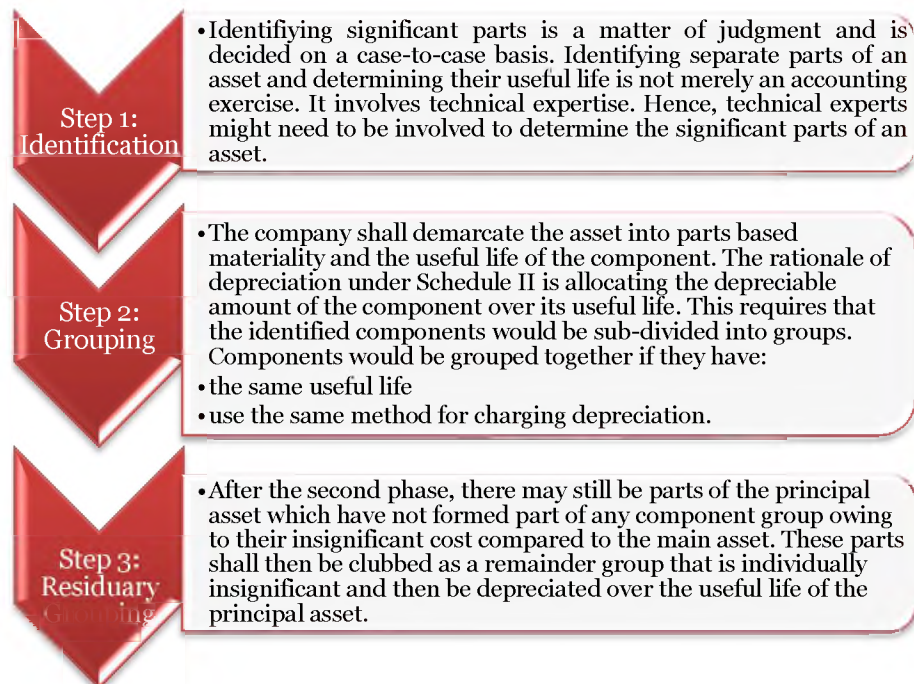 Step 1:
Identification
•Identifiying significant parts is a matter of judgment and is
decided on a case-to-case basis. Identifying separate parts of an
asset and determining their useful life is not merely an accounting
exercise. It involves technical expertise. Hence, technical experts
might need to be involved to determine the significant parts of an
asset.
Step 2:
Grouping
•The company shall demarcate the asset into parts based
materiality and the useful life of the component. The rationale of
depreciation under Schedule II is allocating the depreciable
amount of the component over its useful life. This requires that
the identified components would be sub-divided into groups.
Components would be grouped together if they have:
•the same useful life
•use the same method for charging depreciation.
Step 3:
Residuary
Grouping
•After the second phase, there may still be parts of the principal
asset which have not formed part of any component group owing
to their insignificant cost compared to the main asset. These parts
shall then be clubbed as a remainder group that is individually
insignificant and then be depreciated over the useful life of the
principal asset.